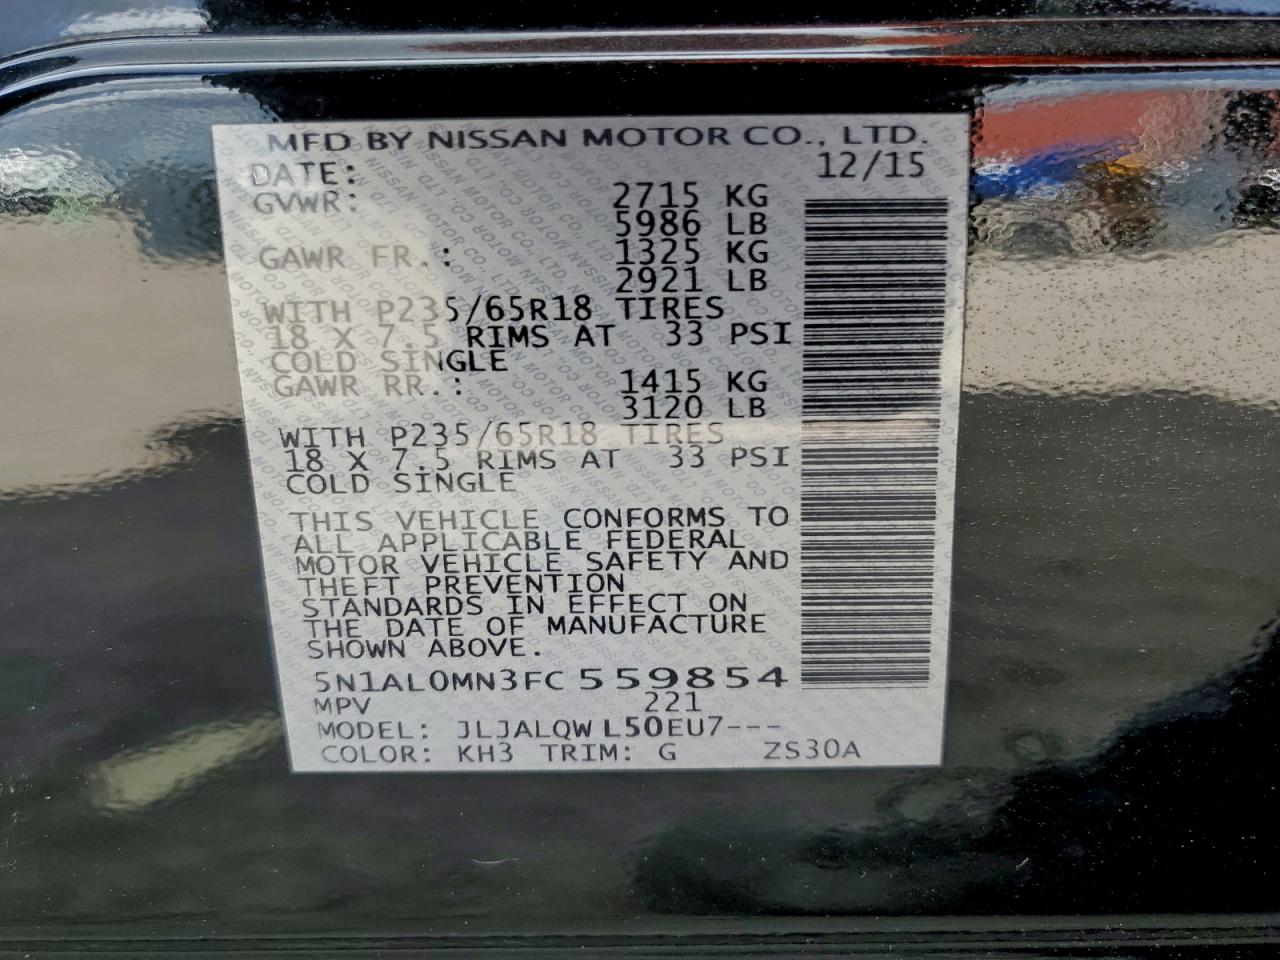 MFD BY NISSAN MOTOR CO., LTD.
DATE: 12/15
GVWR: 2715 KG
5986 LB
GAWR FR.: 1325 KG
2921 LB
WITH P235/65R18 TIRES
18 X 7.5 RIMS AT 33 PSI
COLD SINGLE
GAWR RR.: 1415 KG
3120 LB
WITH P235/65R18 TIRES
18 X 7.5 RIMS AT 33 PSI
COLD SINGLE
THIS VEHICLE CONFORMS TO
ALL APPLICABLE FEDERAL
MOTOR VEHICLE SAFETY AND
THEFT PREVENTION
STANDARDS IN EFFECT ON
THE DATE OF MANUFACTURE
SHOWN ABOVE.
5N1AL0MN3FC559854
MPV 221
MODEL: JLJALQWL50EU7---
COLOR: KH3 TRIM: G ZS30A